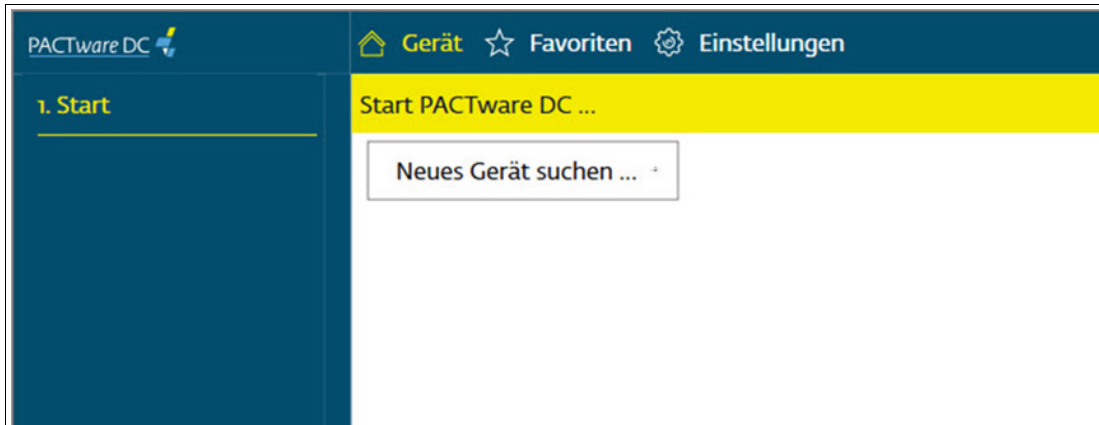 PACTware DC
Gerät Favoriten Einstellungen
1. Start
Start PACTware DC ...
Neues Gerät suchen ...